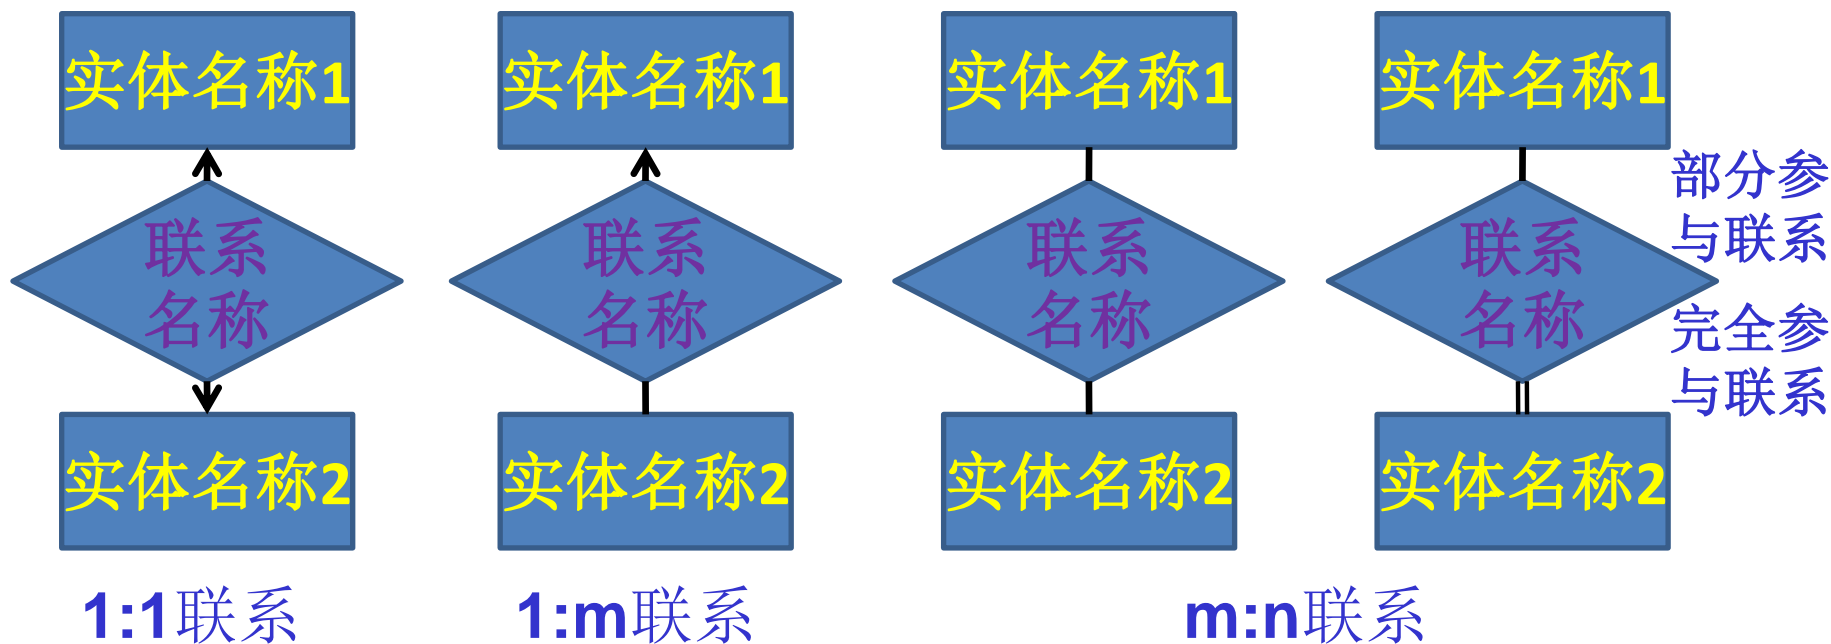 实体名称1
实体名称1
实体名称1
实体名称1
联系
名称
联系
名称
联系
名称
联系
名称
部分参
与联系
完全参
与联系
实体名称2
实体名称2
实体名称2
实体名称2
1:1联系
1:m联系
m:n联系